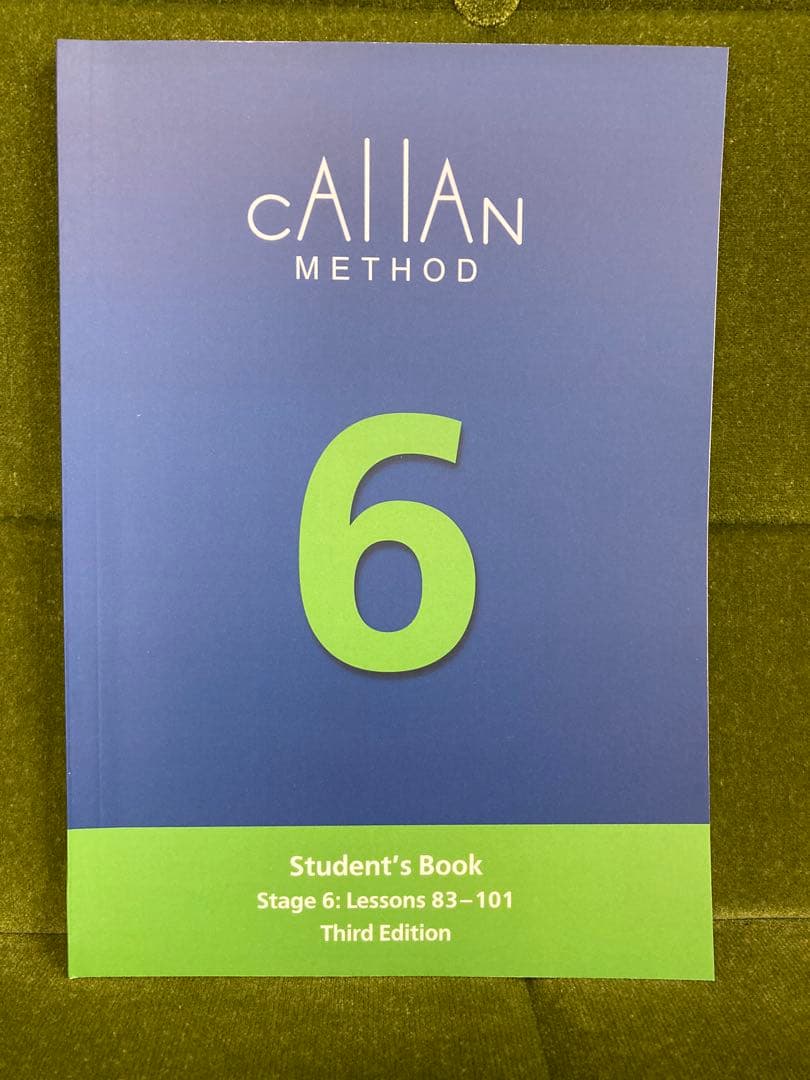 CAllAN
METHOD
6
Student's Book
Stage 6: Lessons 83–101
Third Edition